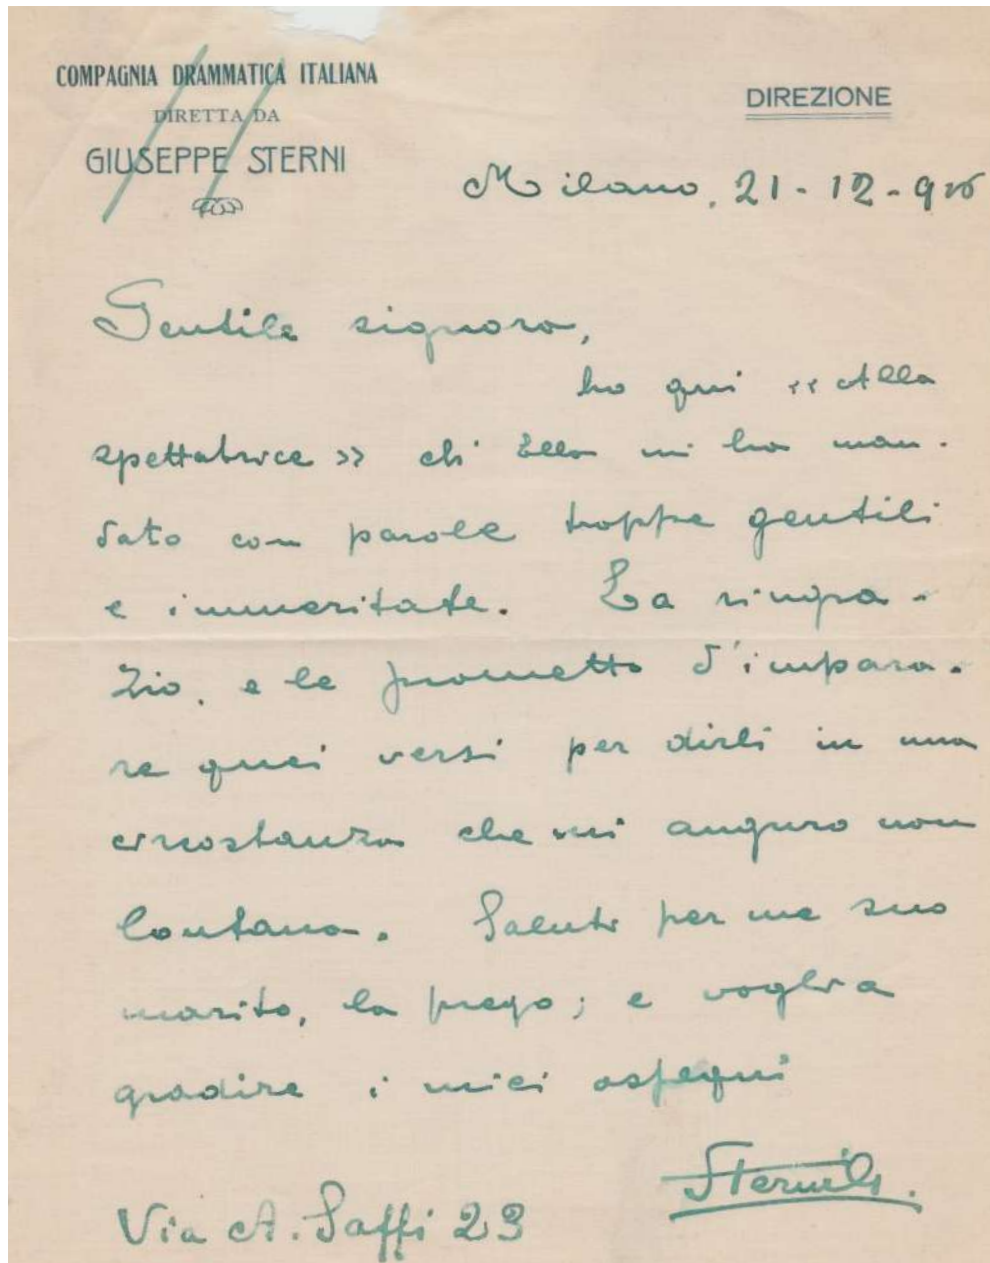 COMPAGNIA DRAMMATICA ITALIANA
DIRETTA DA
GIUSEPPE STERNI
DIREZIONE
Milano, 21-12-926
Gentile signora,
ho qui «Alla
spettatrice» ch'Ella mi ha man-
dato con parole troppe gentili
e immeritate. La ringra-
zio, e le prometto d'impara-
re quei versi per dirli in una
circostanza che mi auguro non
lontana. Saluti per me suo
marito, la prego; e voglia
gradire i miei ossequi
Via A. Saffi 23